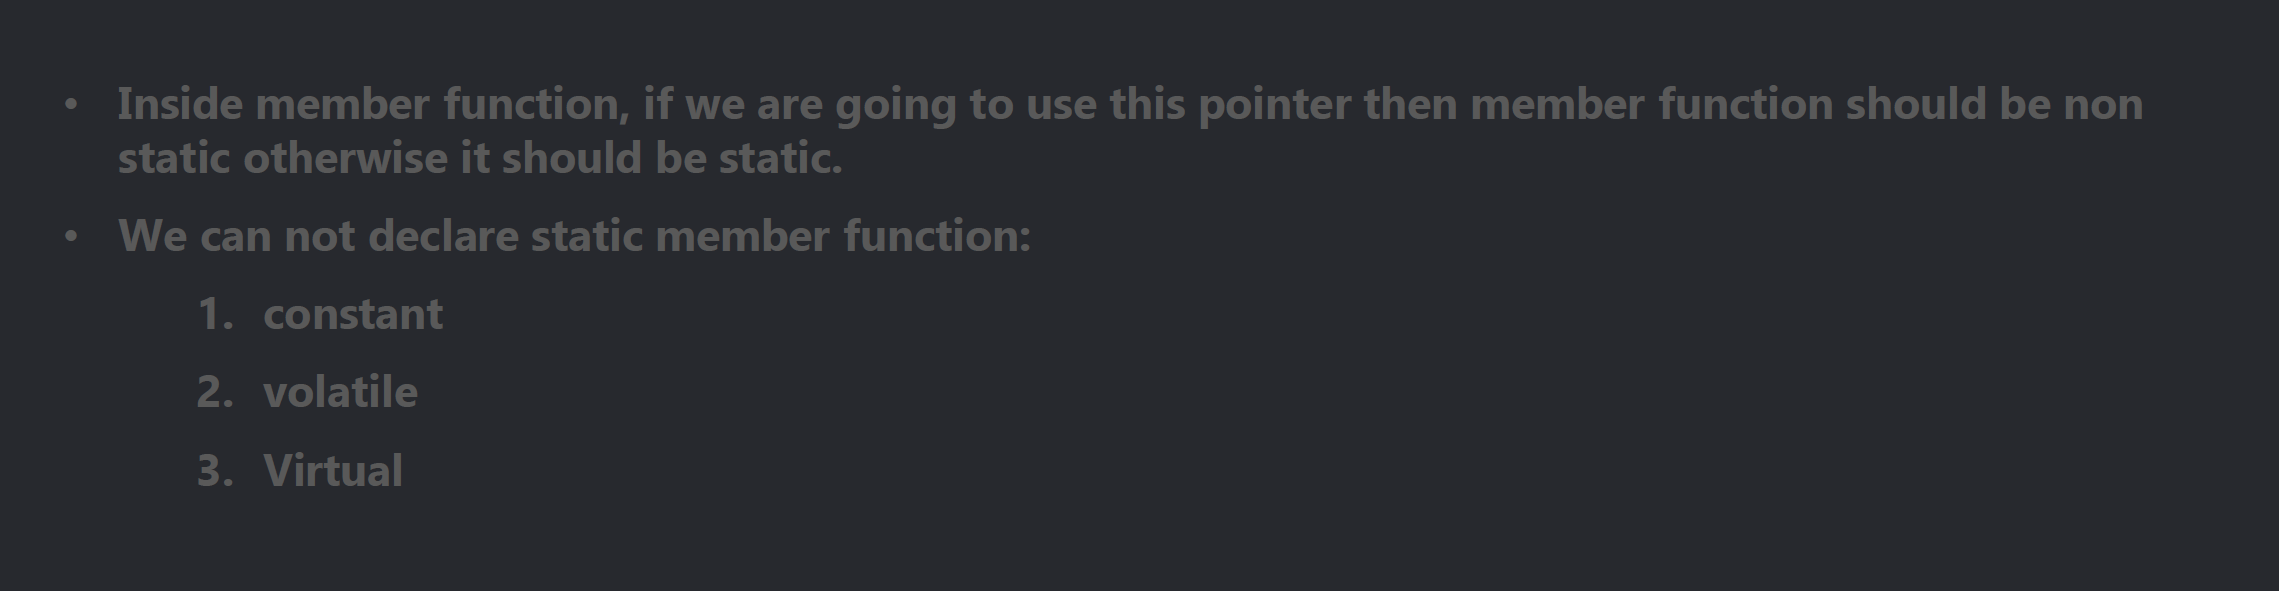 • Inside member function, if we are going to use this pointer then member function should be non
static otherwise it should be static.
• We can not declare static member function:
1. constant
2. volatile
3. Virtual